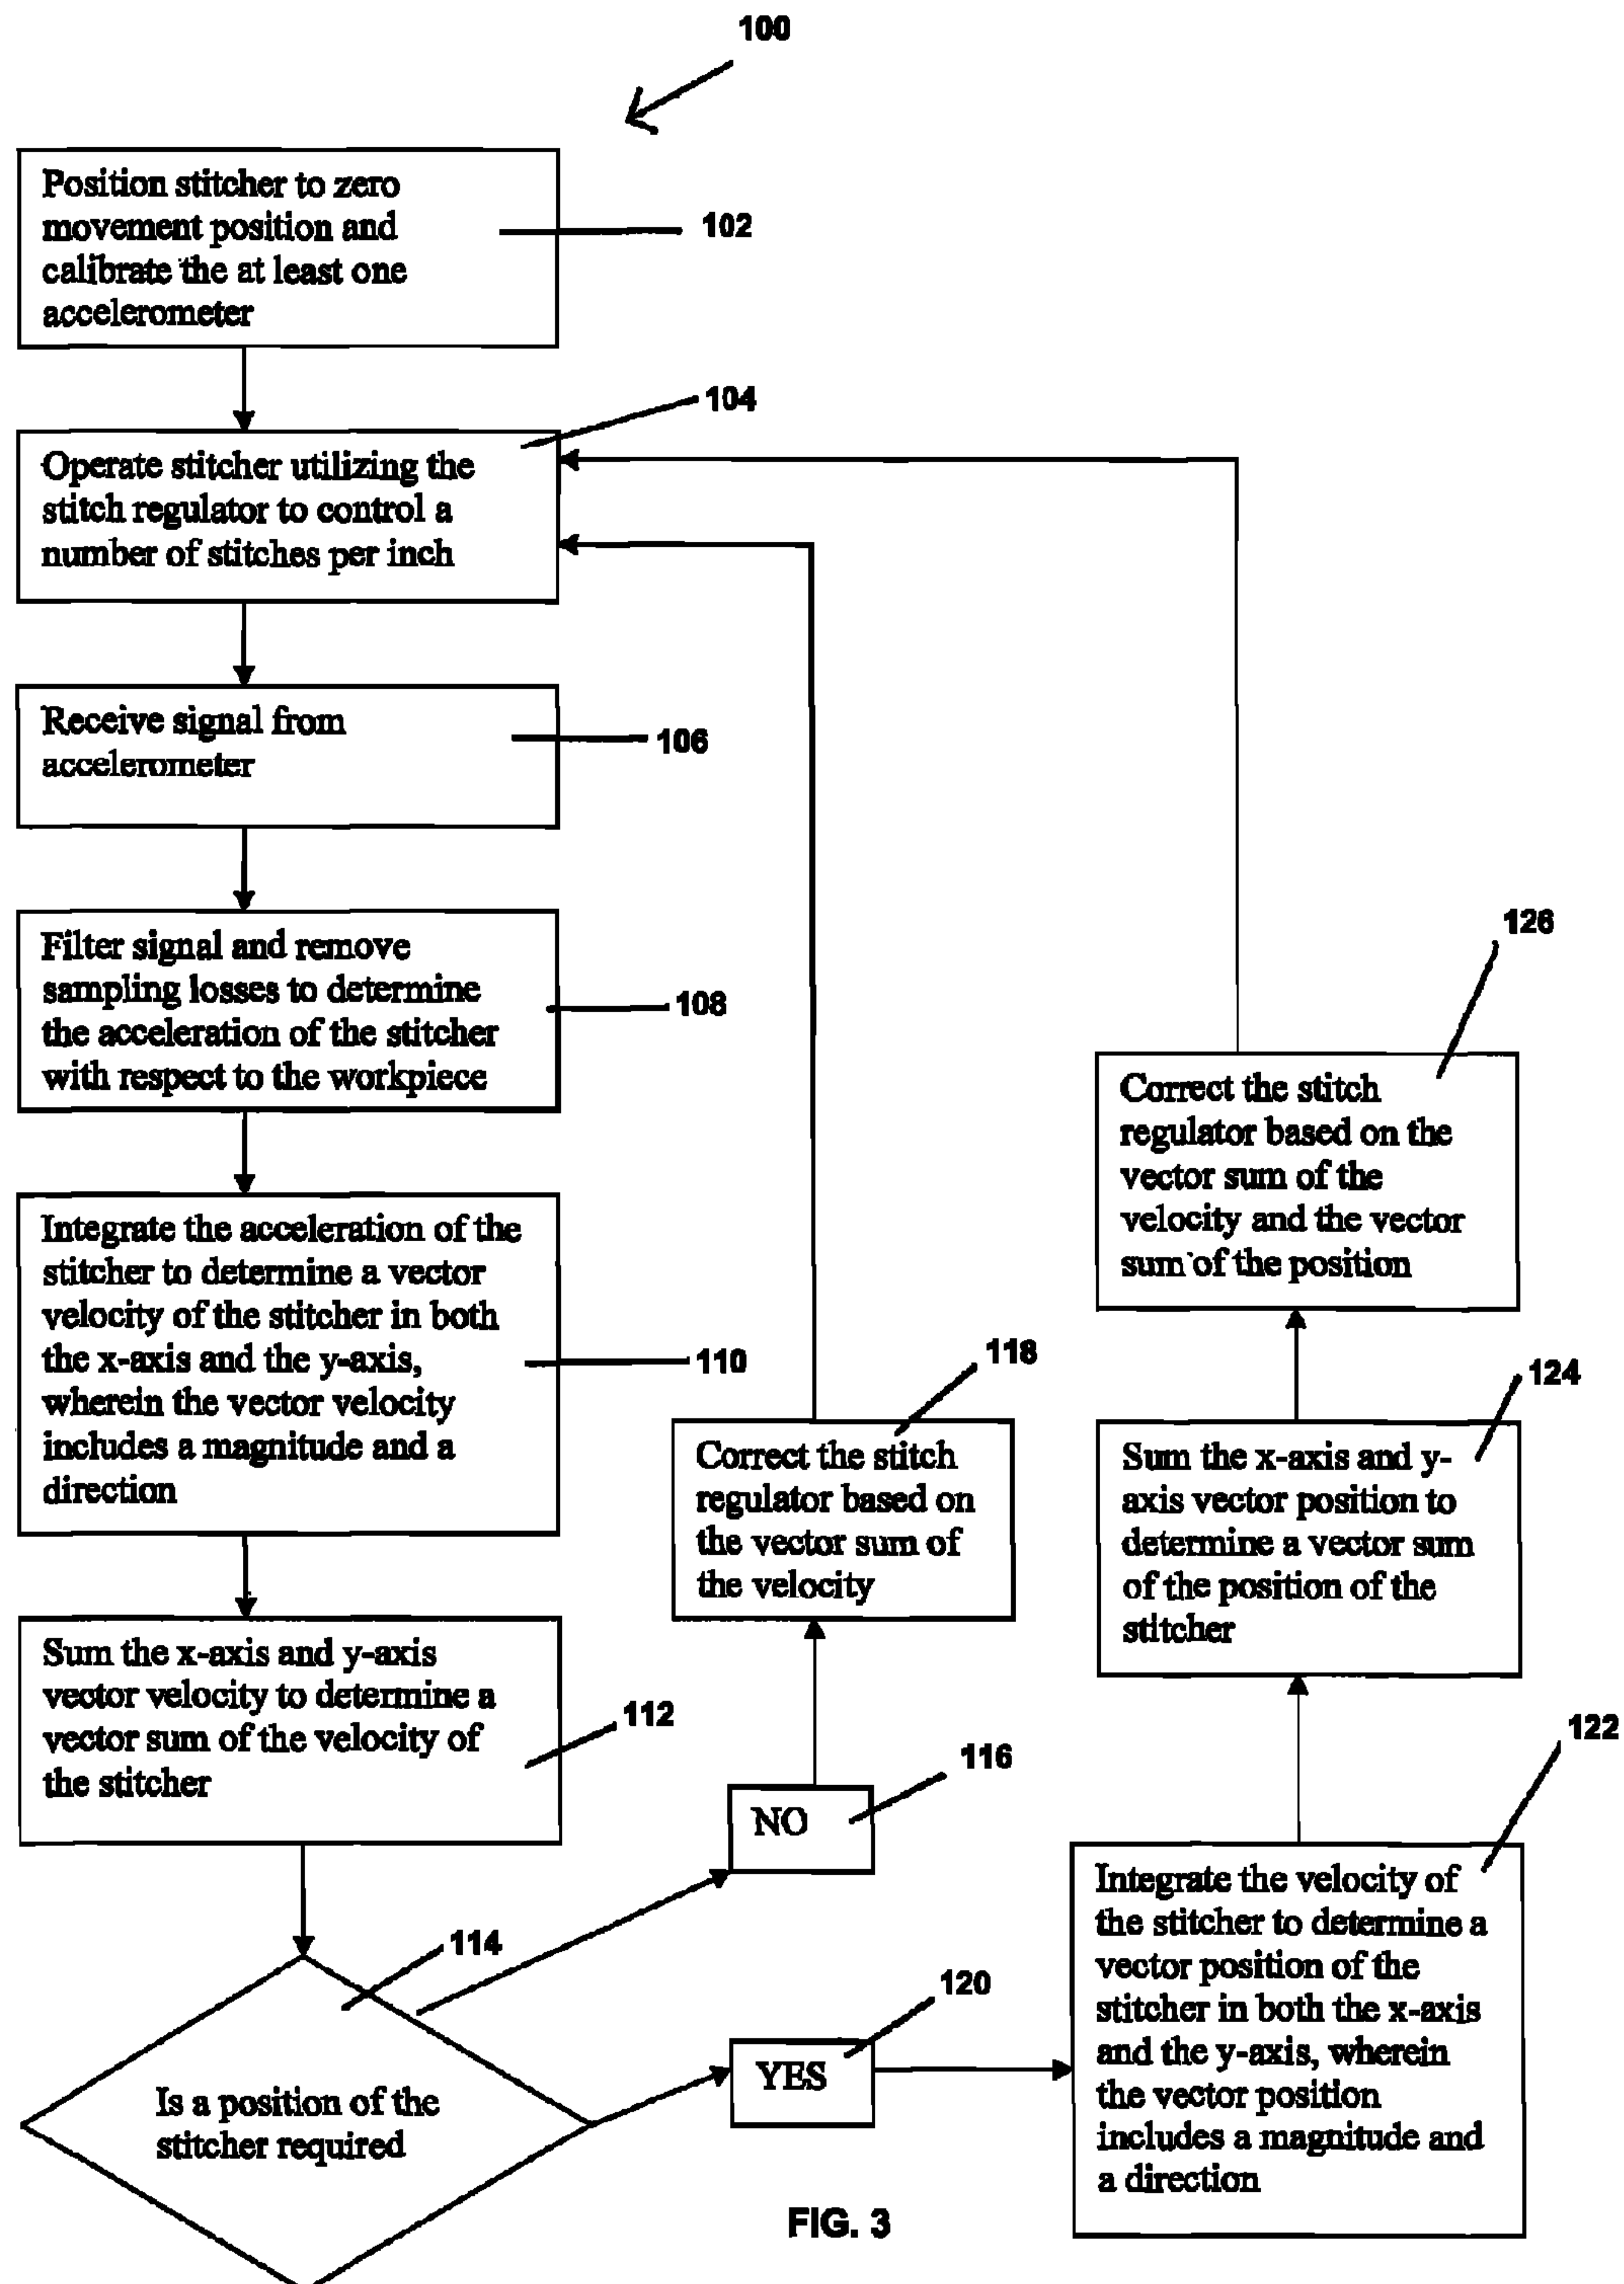 100
Position stitcher to zero
movement position and
calibrate the at least one
accelerometer
102
104
Operate stitcher utilizing the
stitch regulator to control a
number of stitches per inch
Receive signal from
accelerometer
106
Filter signal and remove
sampling losses to determine
the acceleration of the stitcher
with respect to the workpiece
108
Integrate the acceleration of the
stitcher to determine a vector
velocity of the stitcher in both
the x-axis and the y-axis,
wherein the vector velocity
includes a magnitude and a
direction
110
Sum the x-axis and y-axis
vector velocity to determine a
vector sum of the velocity of
the stitcher
112
114
Is a position of the
stitcher required
116
NO
118
Correct the stitch
regulator based on
the vector sum of
the velocity
120
YES
122
Integrate the velocity of
the stitcher to determine a
vector position of the
stitcher in both the x-axis
and the y-axis, wherein
the vector position
includes a magnitude and
a direction
124
Sum the x-axis and y-
axis vector position to
determine a vector sum
of the position of the
stitcher
126
Correct the stitch
regulator based on the
vector sum of the
velocity and the vector
sum of the position
FIG. 3